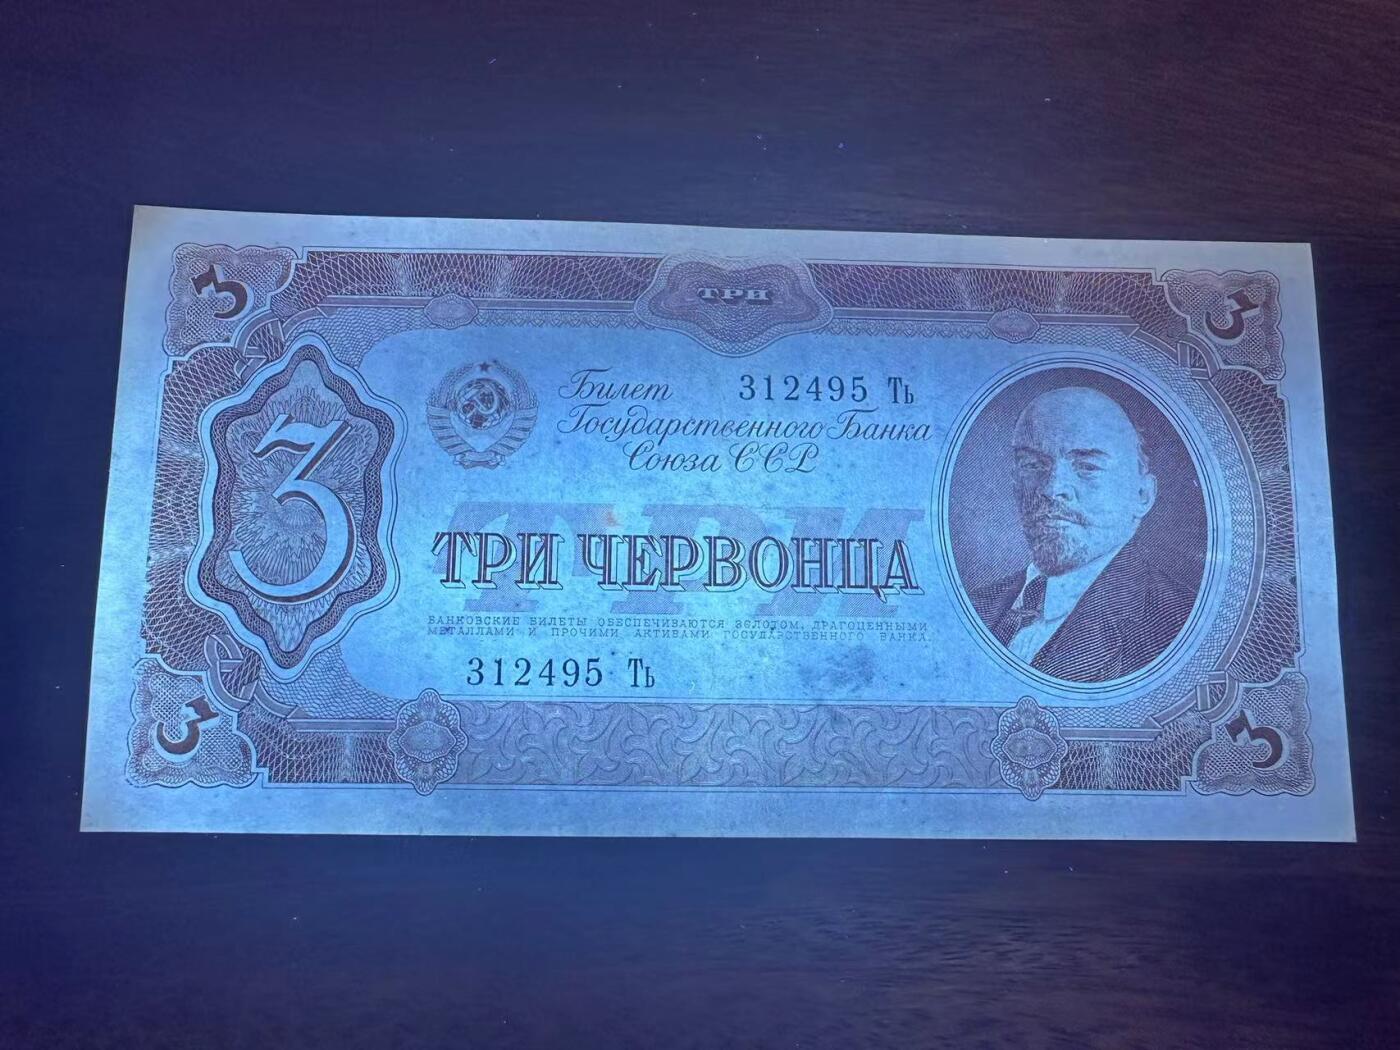 3
ТРИ
3
3
Билет 312495 Ть
Государственного Банка
Союза ССР
ТРИ
ТРИ ЧЕРВОНЦА
БАНКОВСКИЕ БИЛЕТЫ ОБЕСПЕЧИВАЮТСЯ ЗОЛОТОМ, ДРАГОЦЕННЫМИ
МЕТАЛЛАМИ И ПРОЧИМИ АКТИВАМИ ГОСУДАРСТВЕННОГО БАНКА.
312495 Ть
3
3